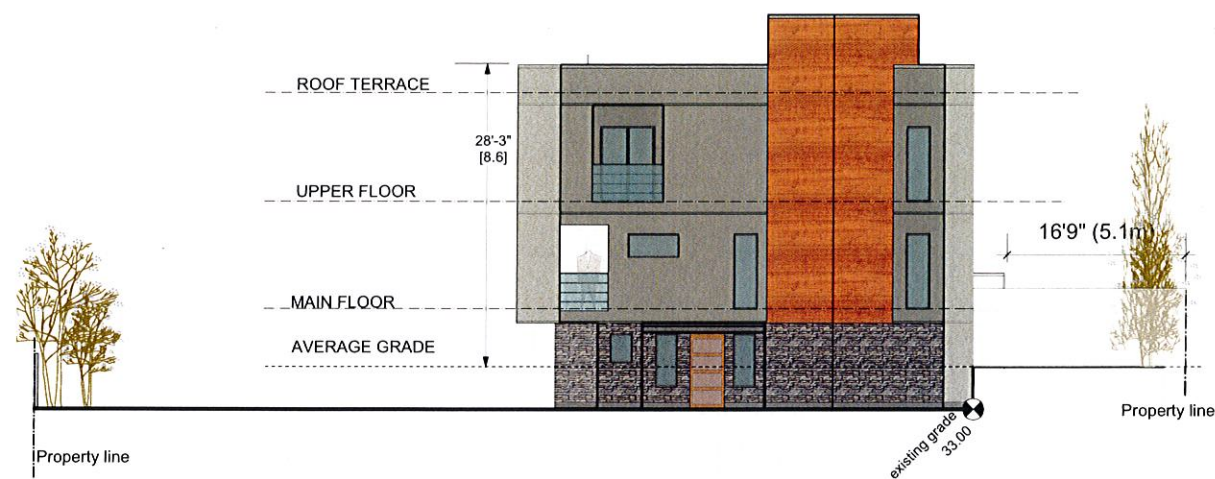 ROOF TERRACE
28'-3"
[8.6]
UPPER FLOOR
16'9" (5.1m)
MAIN FLOOR
AVERAGE GRADE
Property line
existing grade
33.00
Property line